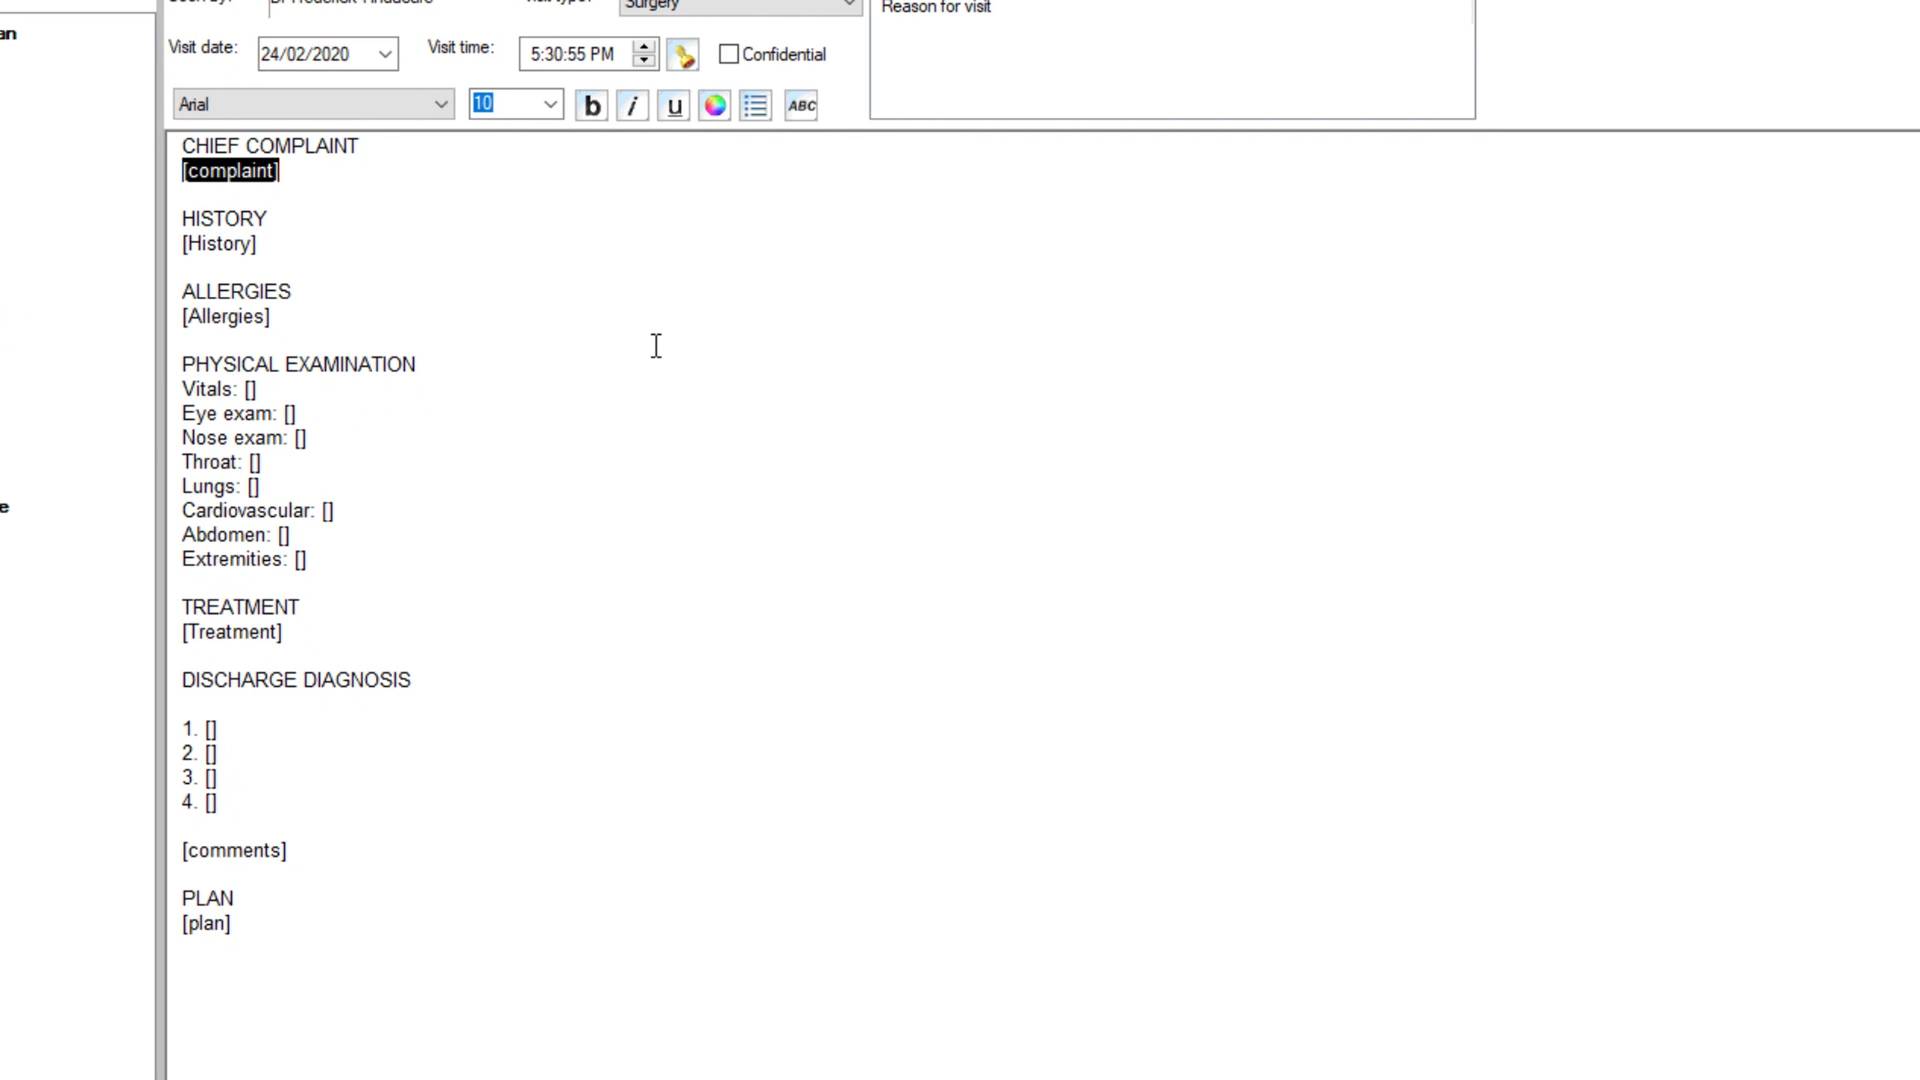 Surgery
Reason for visit
an
Visit date: 24/02/2020 Visit time: 5:30:55 PM Confidential
Arial 10 b i u ABC
CHIEF COMPLAINT
[complaint]
HISTORY
[History]
ALLERGIES
[Allergies]
PHYSICAL EXAMINATION
Vitals: []
Eye exam: []
Nose exam: []
Throat: []
Lungs: []
e
Cardiovascular: []
Abdomen: []
Extremities: []
TREATMENT
[Treatment]
DISCHARGE DIAGNOSIS
1. []
2. []
3. []
4. []
[comments]
PLAN
[plan]